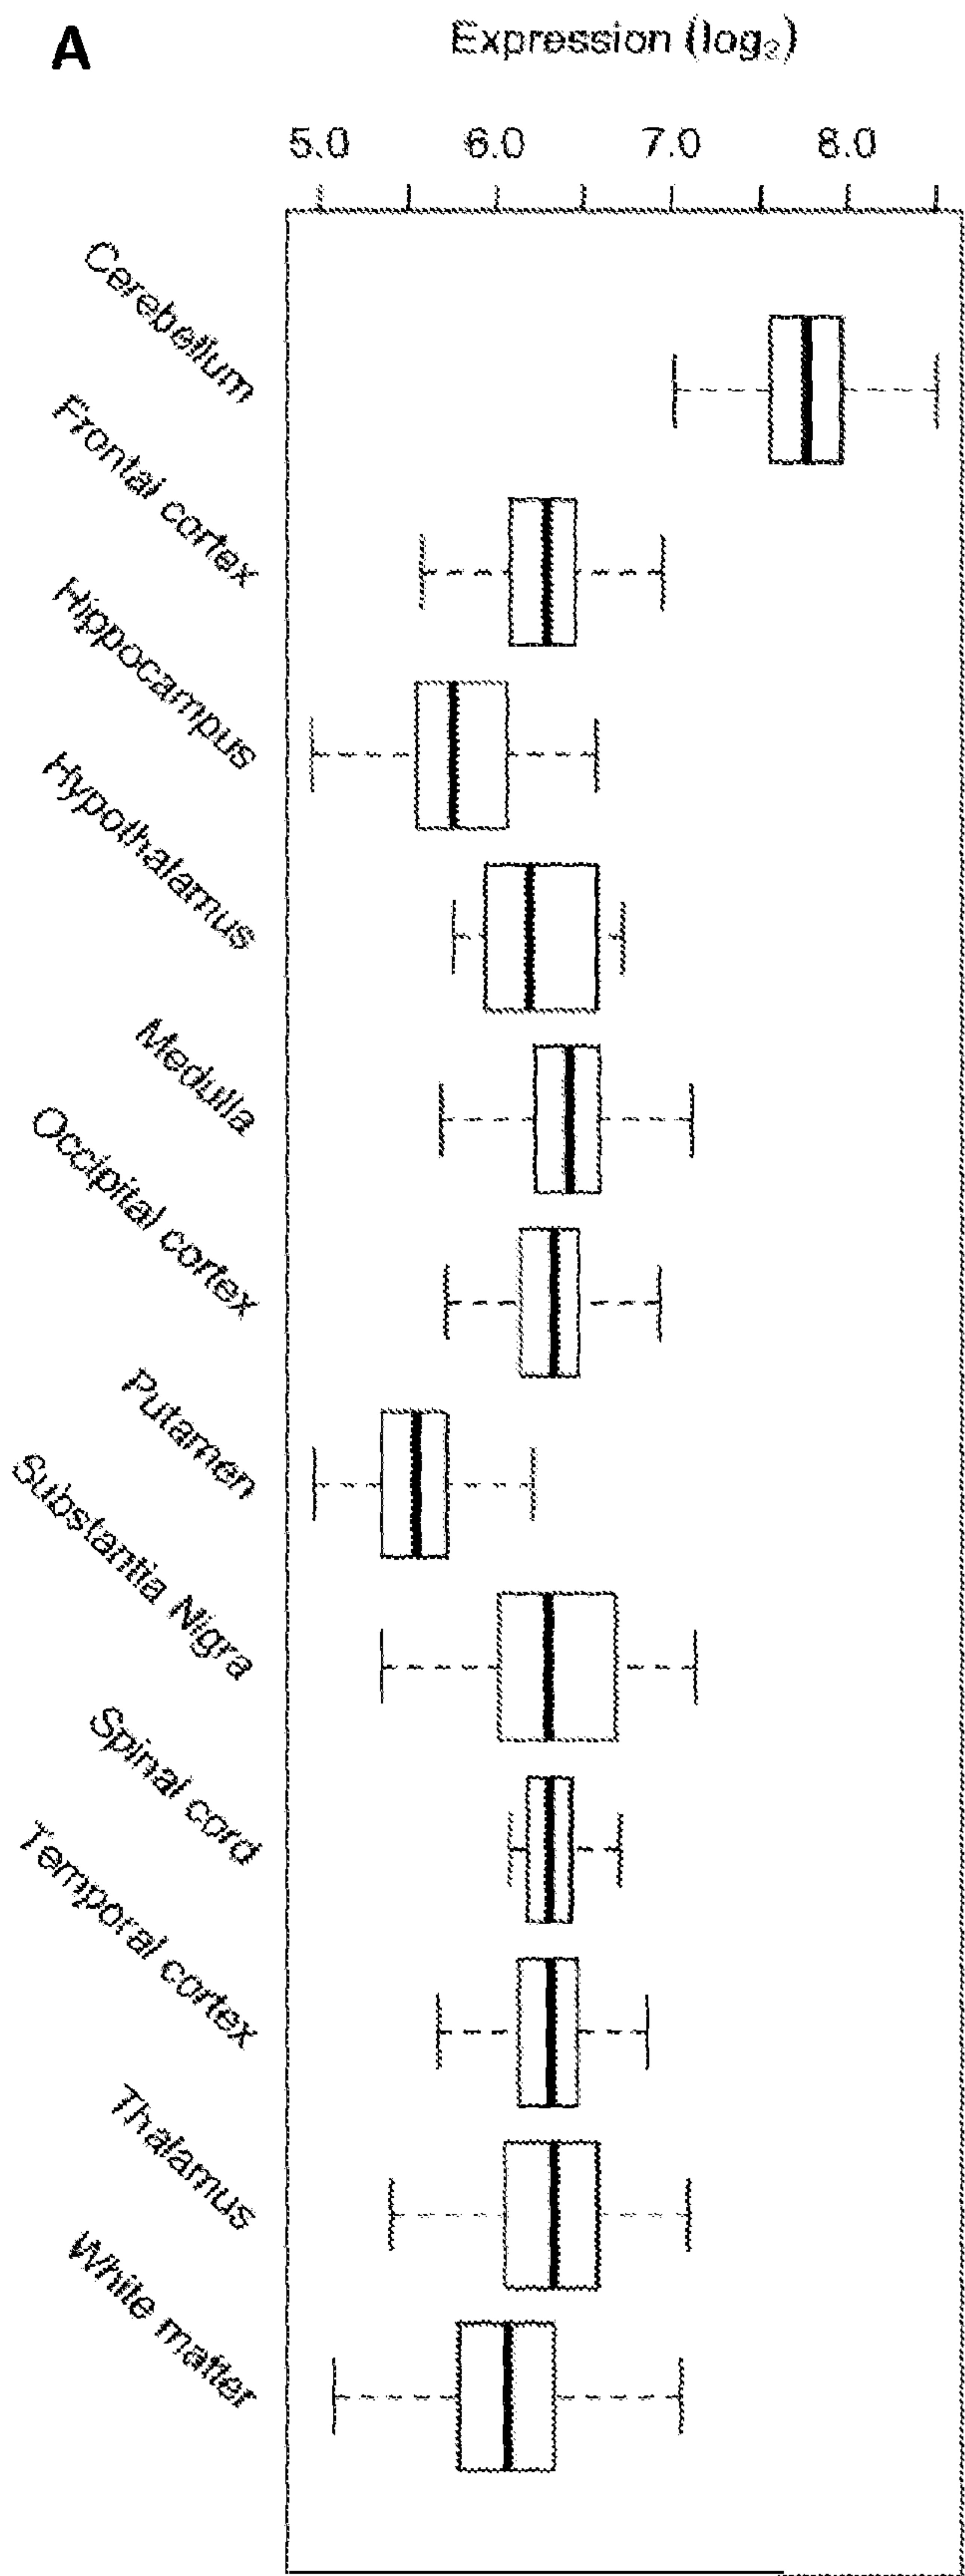 A
Expression (log₂)
5.0 6.0 7.0 8.0
Cerebellum
Frontal cortex
Hippocampus
Hypothalamus
Medulla
Occipital cortex
Putamen
Substantia Nigra
Spinal cord
Temporal cortex
Thalamus
White matter